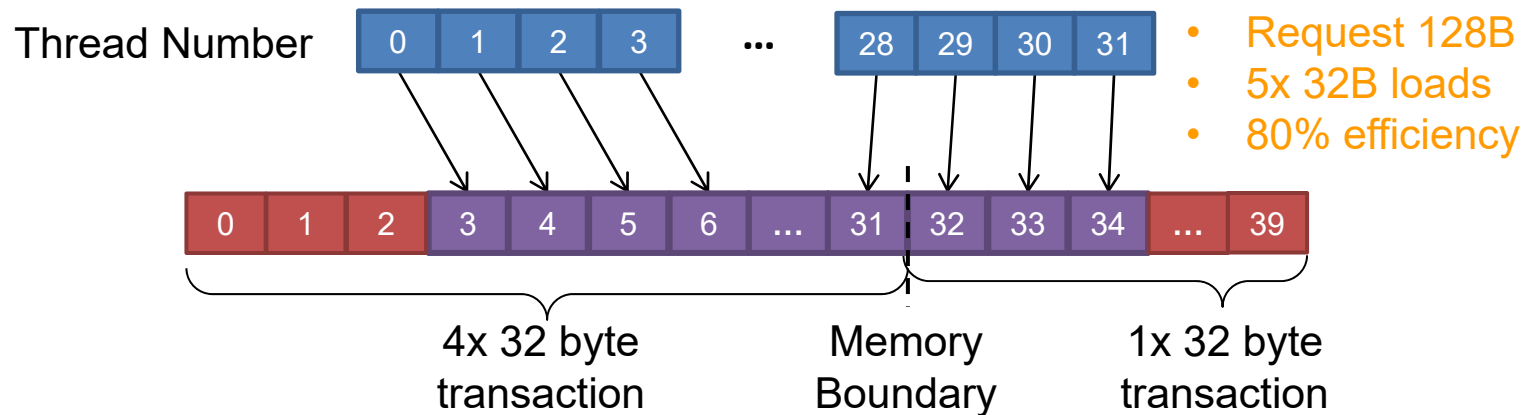 Thread Number
0 1 2 3 ... 28 29 30 31
• Request 128B
• 5x 32B loads
• 80% efficiency
0 1 2 3 4 5 6 ... 31 32 33 34 ... 39
4x 32 byte
transaction
Memory
Boundary
1x 32 byte
transaction